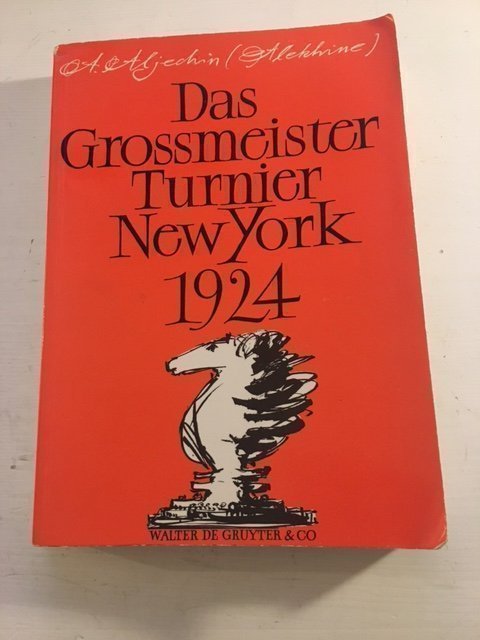 A. Aljechin (Alekhine)
Das
Grossmeister
Turnier
New York
1924
WALTER DE GRUYTER & CO